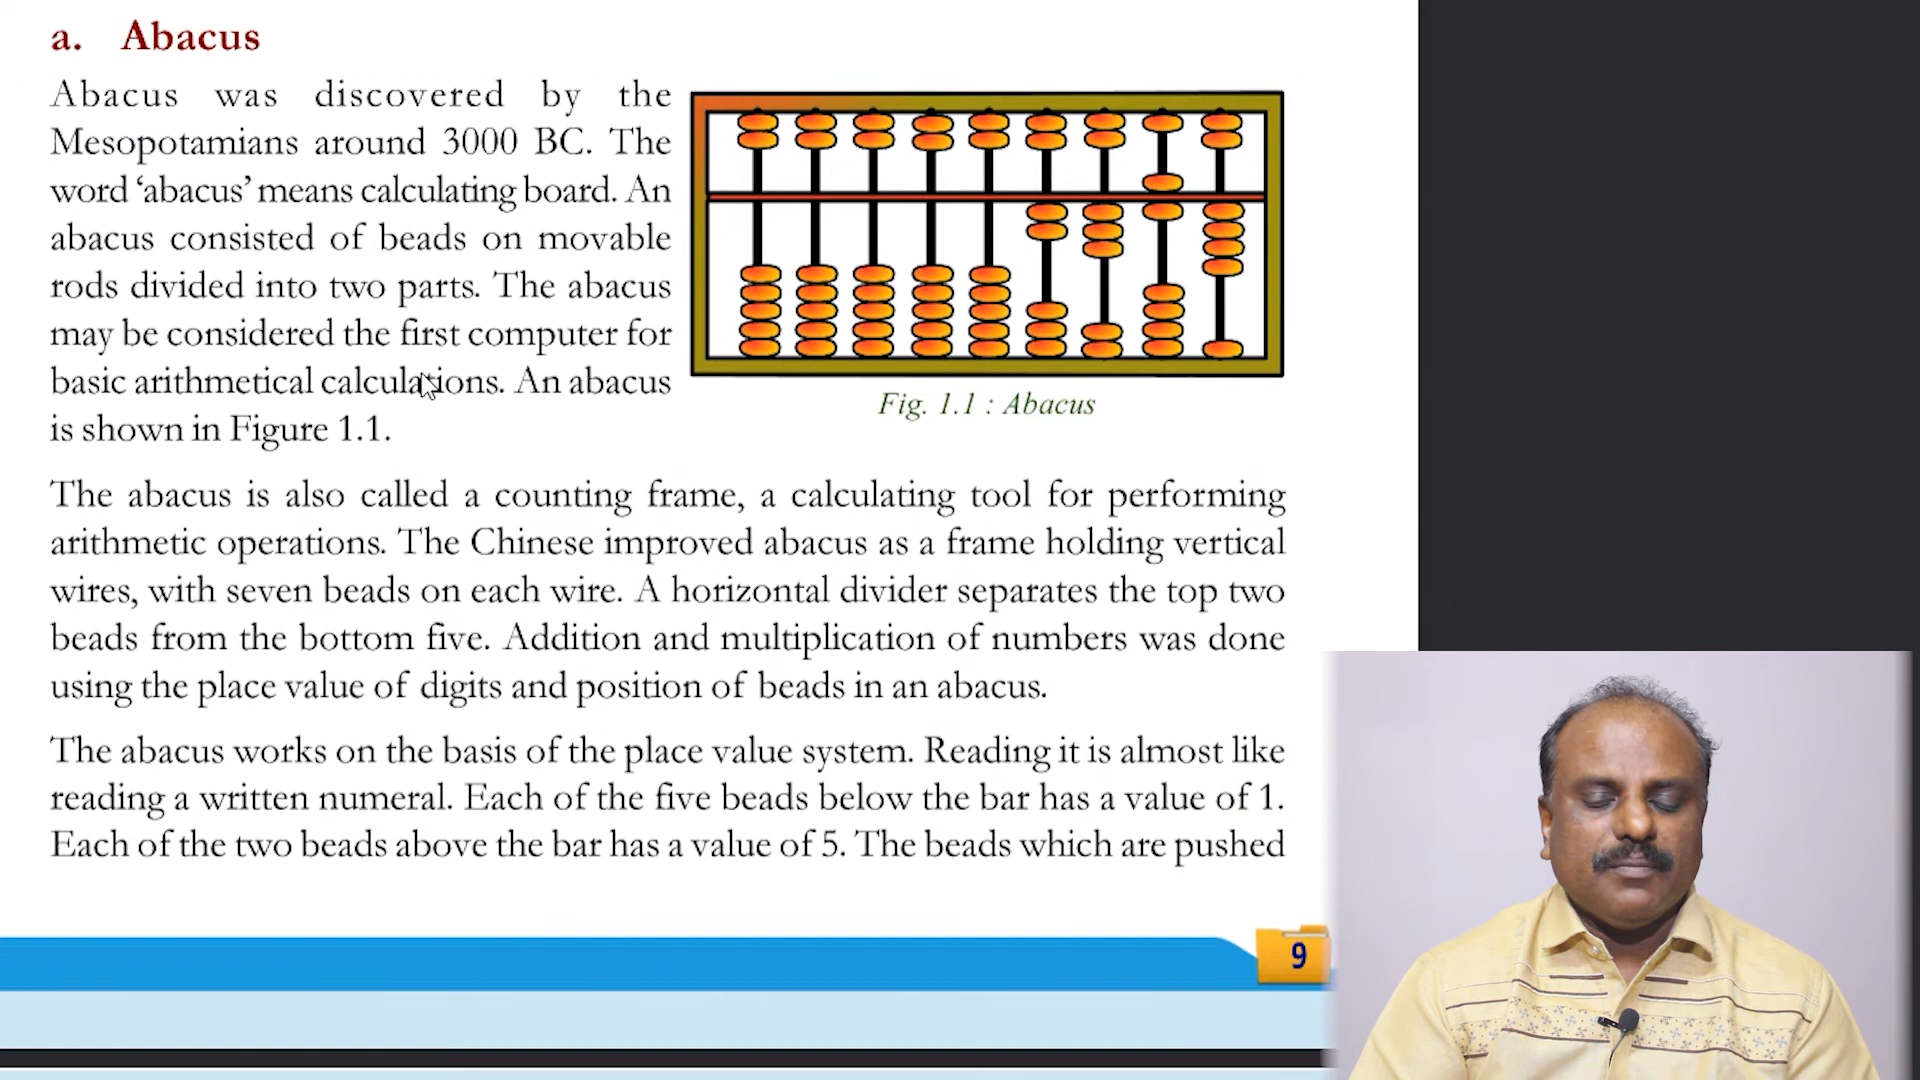 a. Abacus
Abacus was discovered by the
Mesopotamians around 3000 BC. The
word ‘abacus’ means calculating board. An
abacus consisted of beads on movable
rods divided into two parts. The abacus
may be considered the first computer for
basic arithmetical calculations. An abacus
is shown in Figure 1.1.
Fig. 1.1 : Abacus
The abacus is also called a counting frame, a calculating tool for performing
arithmetic operations. The Chinese improved abacus as a frame holding vertical
wires, with seven beads on each wire. A horizontal divider separates the top two
beads from the bottom five. Addition and multiplication of numbers was done
using the place value of digits and position of beads in an abacus.
The abacus works on the basis of the place value system. Reading it is almost like
reading a written numeral. Each of the five beads below the bar has a value of 1.
Each of the two beads above the bar has a value of 5. The beads which are pushed
9